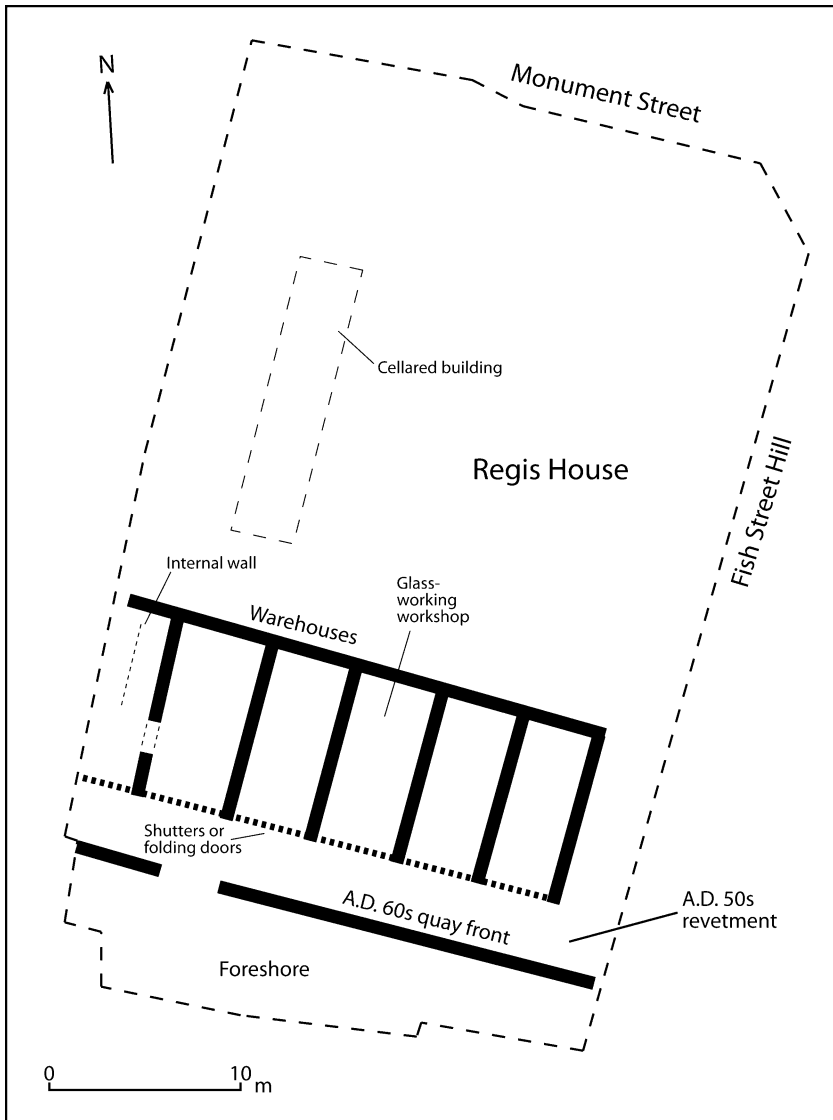 N
Monument Street
Cellared building
Regis House
Fish Street Hill
Internal wall
Glass-
working
workshop
Warehouses
Shutters or
folding doors
A.D. 60s quay front
A.D. 50s
revetment
Foreshore
0 10 m